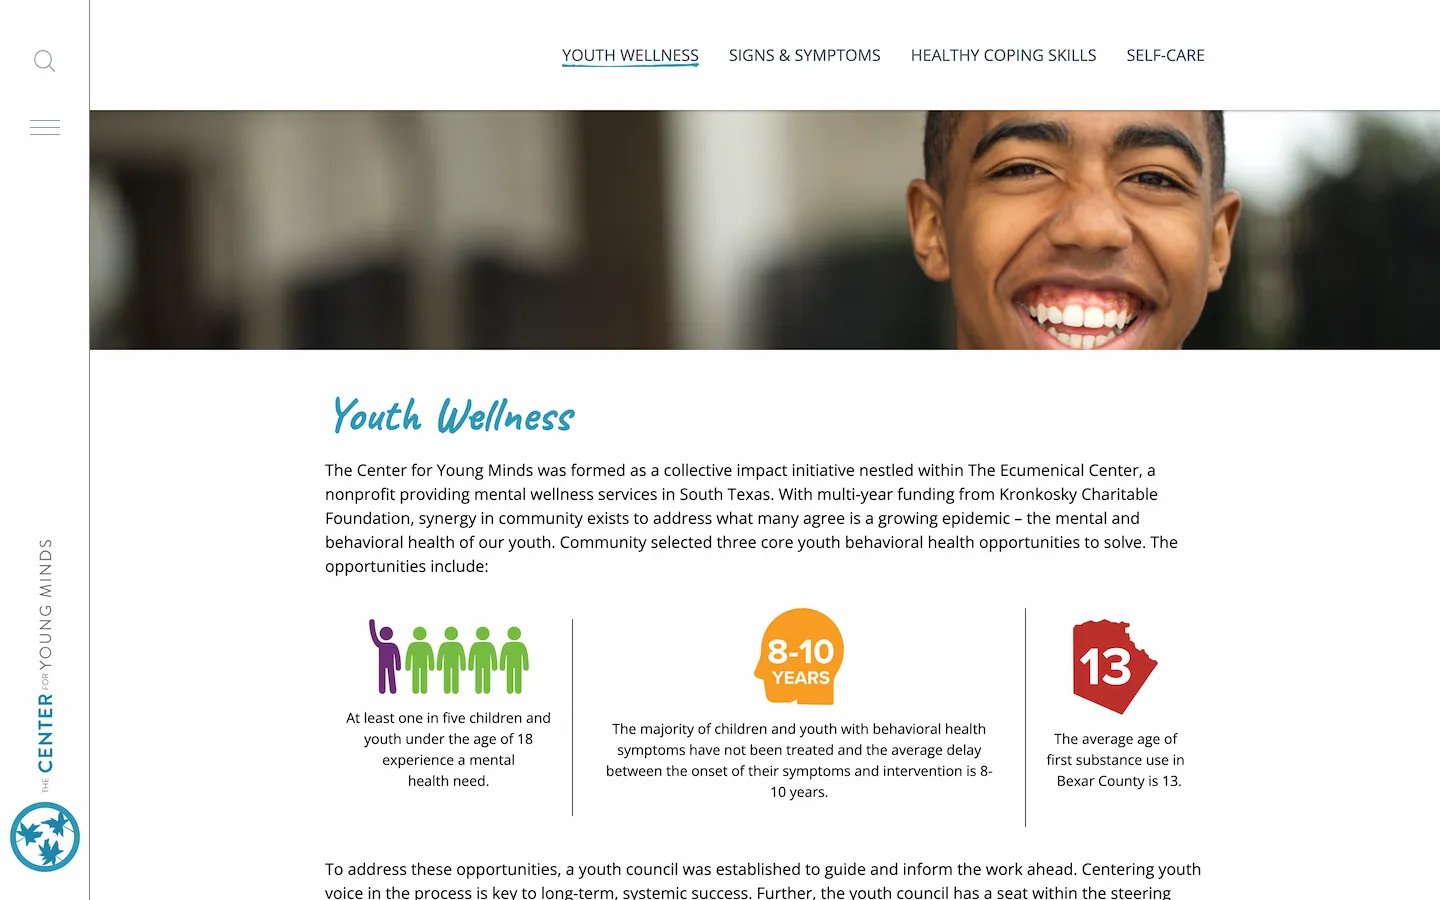 YOUTH WELLNESS SIGNS & SYMPTOMS HEALTHY COPING SKILLS SELF-CARE
THE CENTER FOR YOUNG MINDS
Youth Wellness
The Center for Young Minds was formed as a collective impact initiative nestled within The Ecumenical Center, a
nonprofit providing mental wellness services in South Texas. With multi-year funding from Kronkosky Charitable
Foundation, synergy in community exists to address what many agree is a growing epidemic – the mental and
behavioral health of our youth. Community selected three core youth behavioral health opportunities to solve. The
opportunities include:
At least one in five children and
youth under the age of 18
experience a mental
health need.
8-10
YEARS
The majority of children and youth with behavioral health
symptoms have not been treated and the average delay
between the onset of their symptoms and intervention is 8-
10 years.
13
The average age of
first substance use in
Bexar County is 13.
To address these opportunities, a youth council was established to guide and inform the work ahead. Centering youth
voice in the process is key to long-term, systemic success. Further, the youth council has a seat within the steering